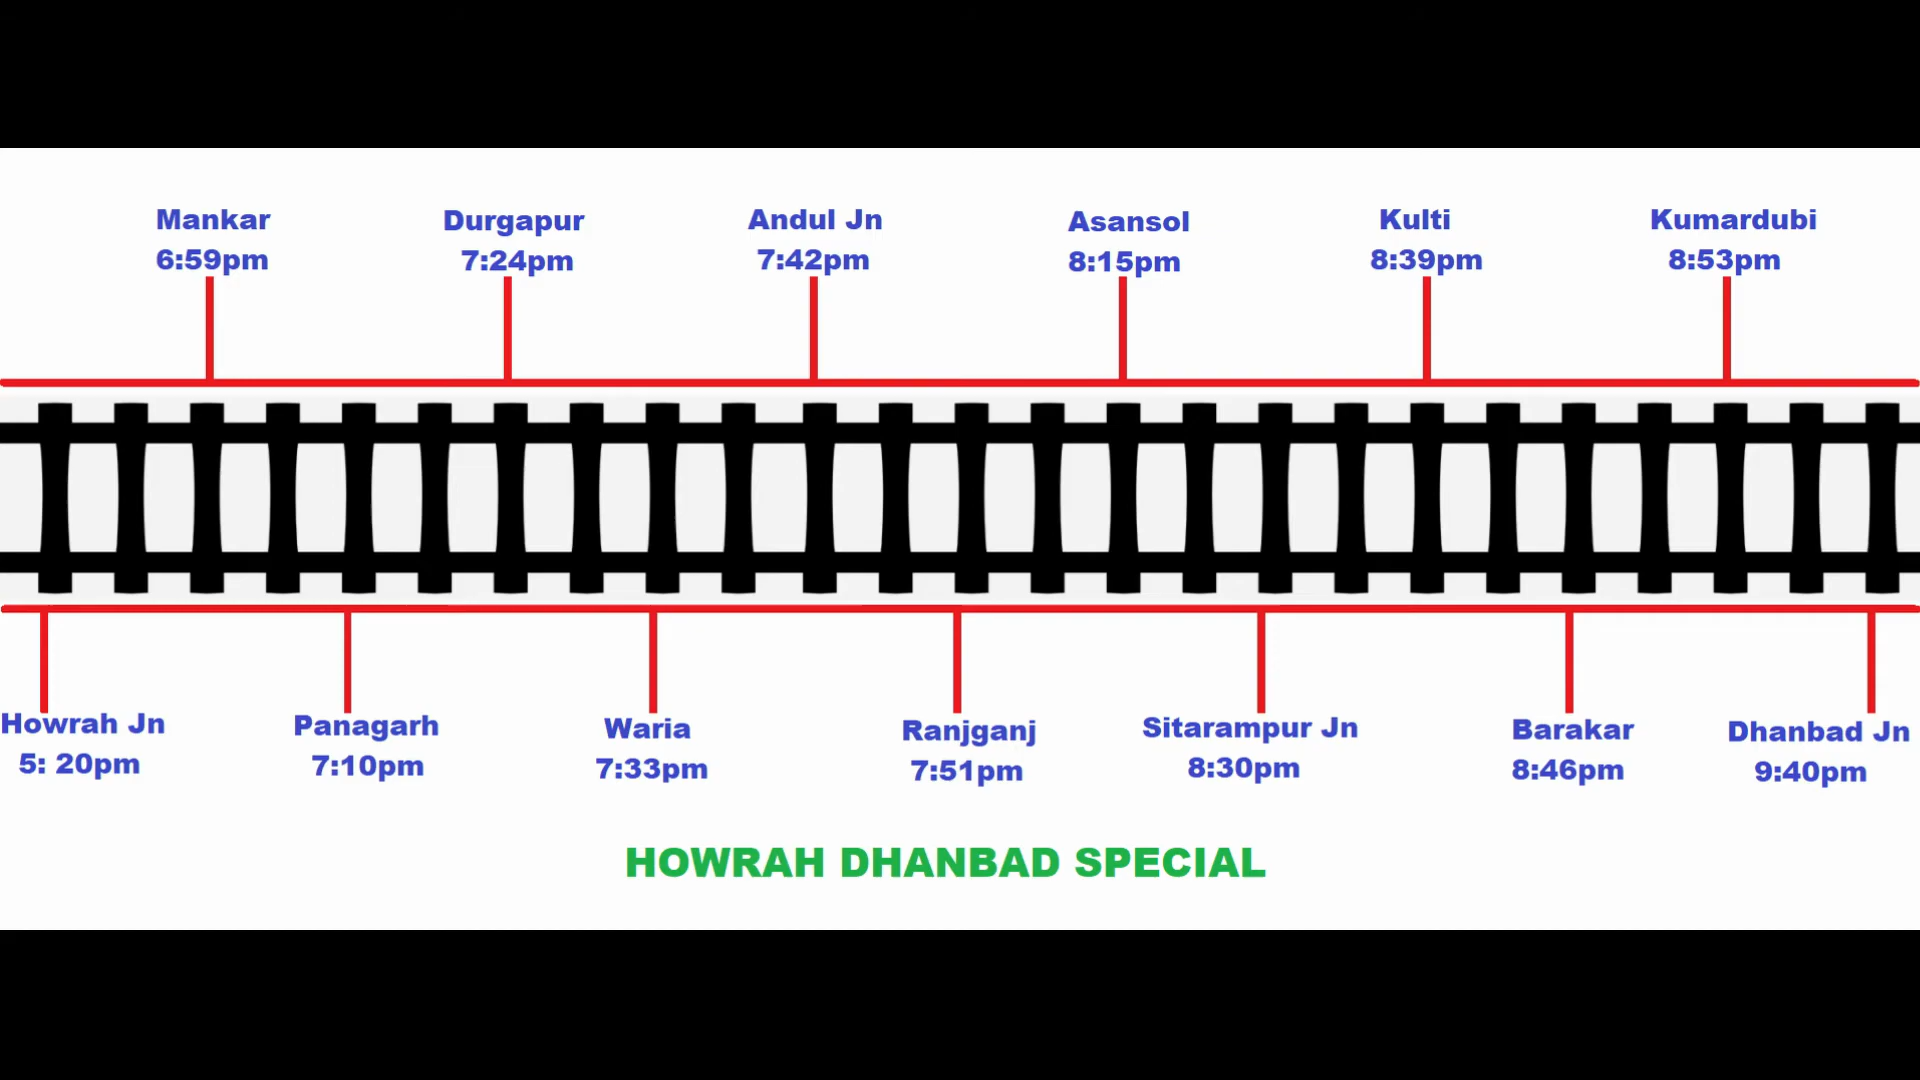 Mankar
6:59pm
Durgapur
7:24pm
Andul Jn
7:42pm
Asansol
8:15pm
Kulti
8:39pm
Kumardubi
8:53pm
Howrah Jn
5: 20pm
Panagarh
7:10pm
Waria
7:33pm
Ranjganj
7:51pm
Sitarampur Jn
8:30pm
Barakar
8:46pm
Dhanbad Jn
9:40pm
HOWRAH DHANBAD SPECIAL